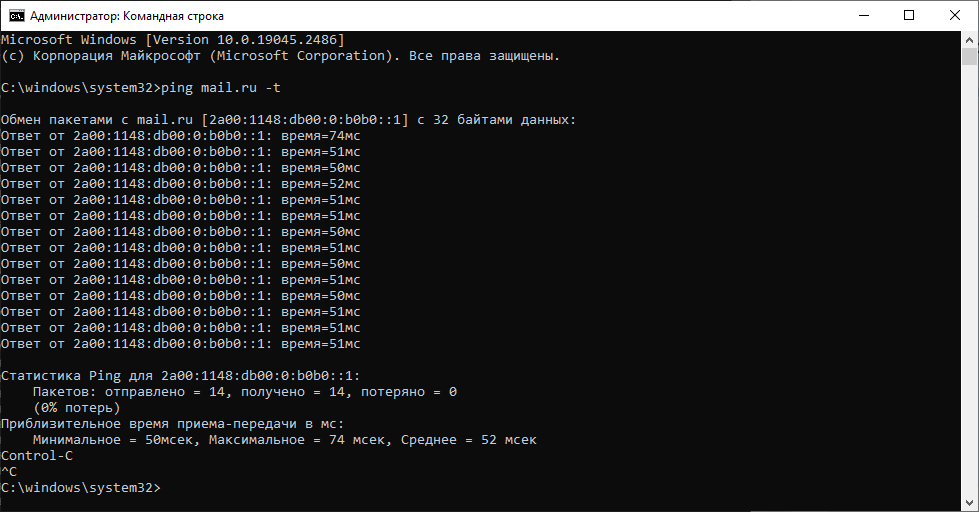 Администратор: Командная строка
Microsoft Windows [Version 10.0.19045.2486]
(c) Корпорация Майкрософт (Microsoft Corporation). Все права защищены.
C:\windows\system32>ping mail.ru -t
Обмен пакетами с mail.ru [2a00:1148:db00:0:b0b0::1] с 32 байтами данных:
Ответ от 2a00:1148:db00:0:b0b0::1: время=74мс
Ответ от 2a00:1148:db00:0:b0b0::1: время=51мс
Ответ от 2a00:1148:db00:0:b0b0::1: время=50мс
Ответ от 2a00:1148:db00:0:b0b0::1: время=52мс
Ответ от 2a00:1148:db00:0:b0b0::1: время=51мс
Ответ от 2a00:1148:db00:0:b0b0::1: время=51мс
Ответ от 2a00:1148:db00:0:b0b0::1: время=50мс
Ответ от 2a00:1148:db00:0:b0b0::1: время=51мс
Ответ от 2a00:1148:db00:0:b0b0::1: время=50мс
Ответ от 2a00:1148:db00:0:b0b0::1: время=51мс
Ответ от 2a00:1148:db00:0:b0b0::1: время=50мс
Ответ от 2a00:1148:db00:0:b0b0::1: время=51мс
Ответ от 2a00:1148:db00:0:b0b0::1: время=51мс
Ответ от 2a00:1148:db00:0:b0b0::1: время=51мс
Статистика Ping для 2a00:1148:db00:0:b0b0::1:
    Пакетов: отправлено = 14, получено = 14, потеряно = 0
    (0% потерь)
Приблизительное время приема-передачи в мс:
    Минимальное = 50мсек, Максимальное = 74 мсек, Среднее = 52 мсек
Control-C
^C
C:\windows\system32>